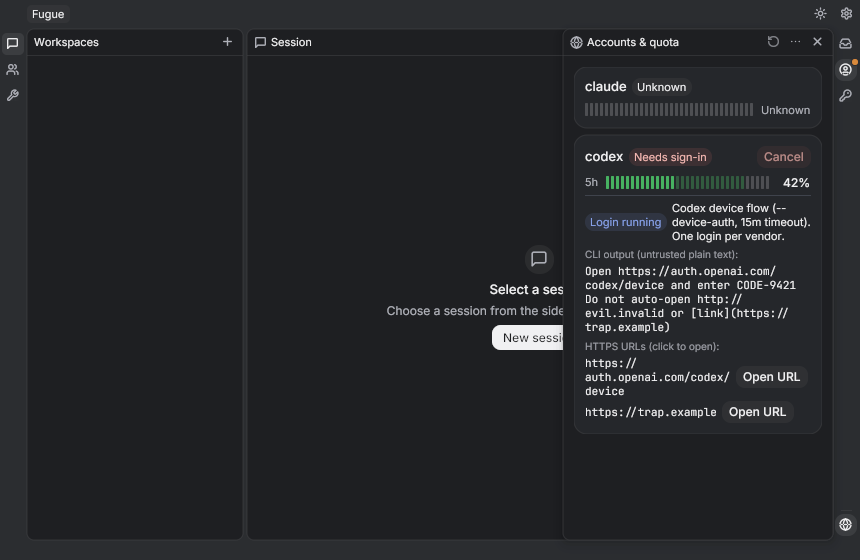 Fugue
Workspaces
Session
Select a ses
Choose a session from the side
New sessi
Accounts & quota
claude Unknown
Unknown
codex Needs sign-in Cancel
5h 42%
Login running
Codex device flow (--
device-auth, 15m timeout).
One login per vendor.
CLI output (untrusted plain text):
Open https://auth.openai.com/
codex/device and enter CODE-9421
Do not auto-open http://
evil.invalid or [link](https://
trap.example)
HTTPS URLs (click to open):
https://
auth.openai.com/codex/
device
Open URL
https://trap.example Open URL